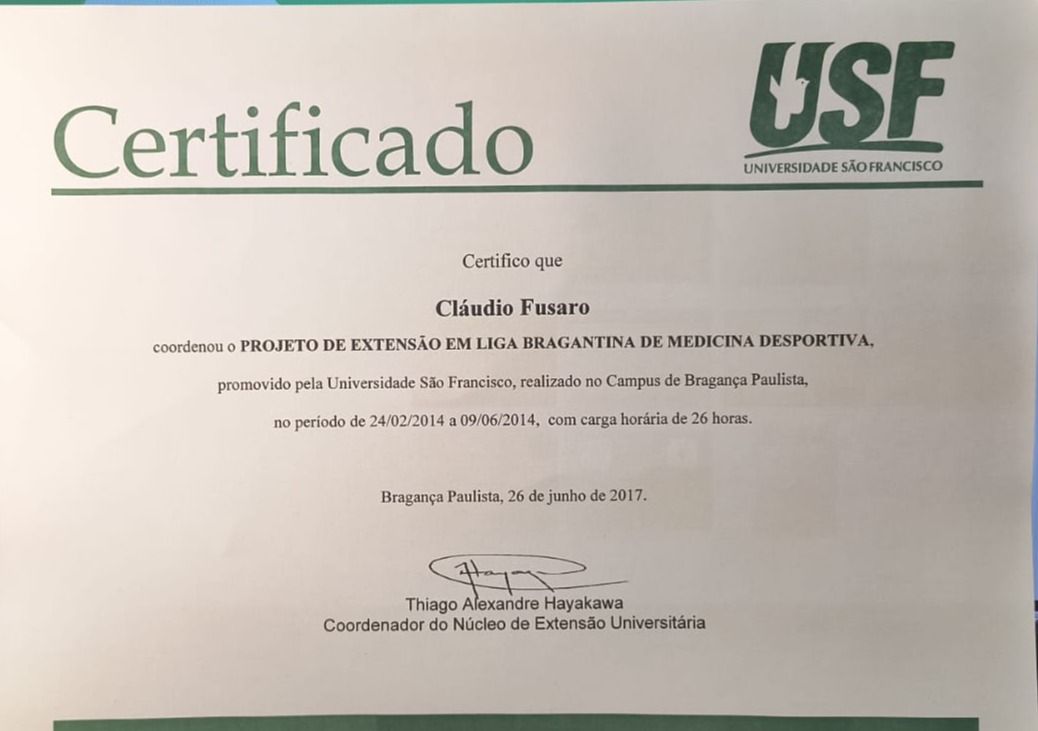 Certificado
USF
UNIVERSIDADE SÃO FRANCISCO
Certifico que
Cláudio Fusaro
coordenou o PROJETO DE EXTENSÃO EM LIGA BRAGANTINA DE MEDICINA DESPORTIVA,
promovido pela Universidade São Francisco, realizado no Campus de Bragança Paulista,
no período de 24/02/2014 a 09/06/2014, com carga horária de 26 horas.
Bragança Paulista, 26 de junho de 2017.
Thiago Alexandre Hayakawa
Coordenador do Núcleo de Extensão Universitária